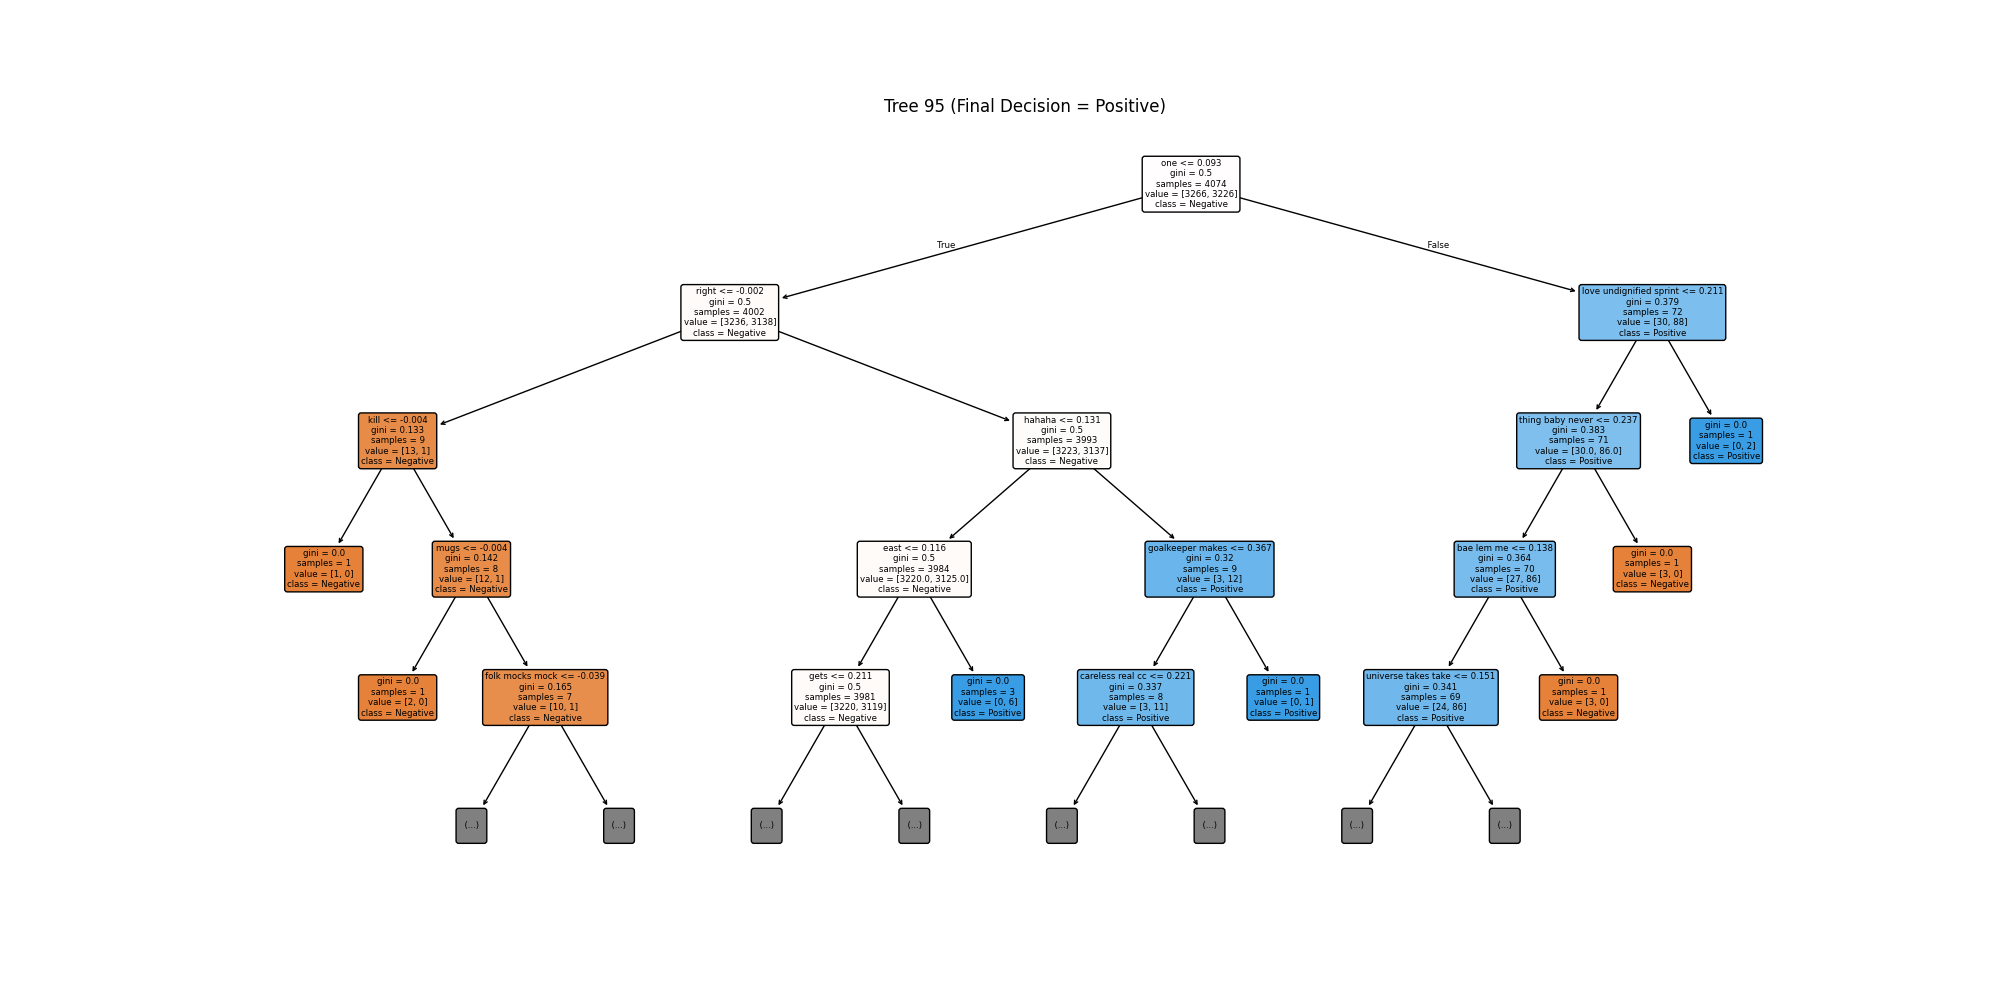 Tree 95 (Final Decision = Positive)
one <= 0.093
gini = 0.5
samples = 4074
value = [3266, 3226]
class = Negative
True
False
right <= -0.002
gini = 0.5
samples = 4002
value = [3236, 3138]
class = Negative
love undignified sprint <= 0.211
gini = 0.379
samples = 72
value = [30, 88]
class = Positive
kill <= -0.004
gini = 0.133
samples = 9
value = [13, 1]
class = Negative
hahaha <= 0.131
gini = 0.5
samples = 3993
value = [3223, 3137]
class = Negative
thing baby never <= 0.237
gini = 0.383
samples = 71
value = [30.0, 86.0]
class = Positive
gini = 0.0
samples = 1
value = [0, 2]
class = Positive
gini = 0.0
samples = 1
value = [1, 0]
class = Negative
mugs <= -0.004
gini = 0.142
samples = 8
value = [12, 1]
class = Negative
east <= 0.116
gini = 0.5
samples = 3984
value = [3220.0, 3125.0]
class = Negative
goalkeeper makes <= 0.367
gini = 0.32
samples = 9
value = [3, 12]
class = Positive
bae lem me <= 0.138
gini = 0.364
samples = 70
value = [27, 86]
class = Positive
gini = 0.0
samples = 1
value = [3, 0]
class = Negative
gini = 0.0
samples = 1
value = [2, 0]
class = Negative
folk mocks mock <= -0.039
gini = 0.165
samples = 7
value = [10, 1]
class = Negative
gets <= 0.211
gini = 0.5
samples = 3981
value = [3220, 3119]
class = Negative
gini = 0.0
samples = 3
value = [0, 6]
class = Positive
careless real cc <= 0.221
gini = 0.337
samples = 8
value = [3, 11]
class = Positive
gini = 0.0
samples = 1
value = [0, 1]
class = Positive
universe takes take <= 0.151
gini = 0.341
samples = 69
value = [24, 86]
class = Positive
gini = 0.0
samples = 1
value = [3, 0]
class = Negative
(...)
(...)
(...)
(...)
(...)
(...)
(...)
(...)